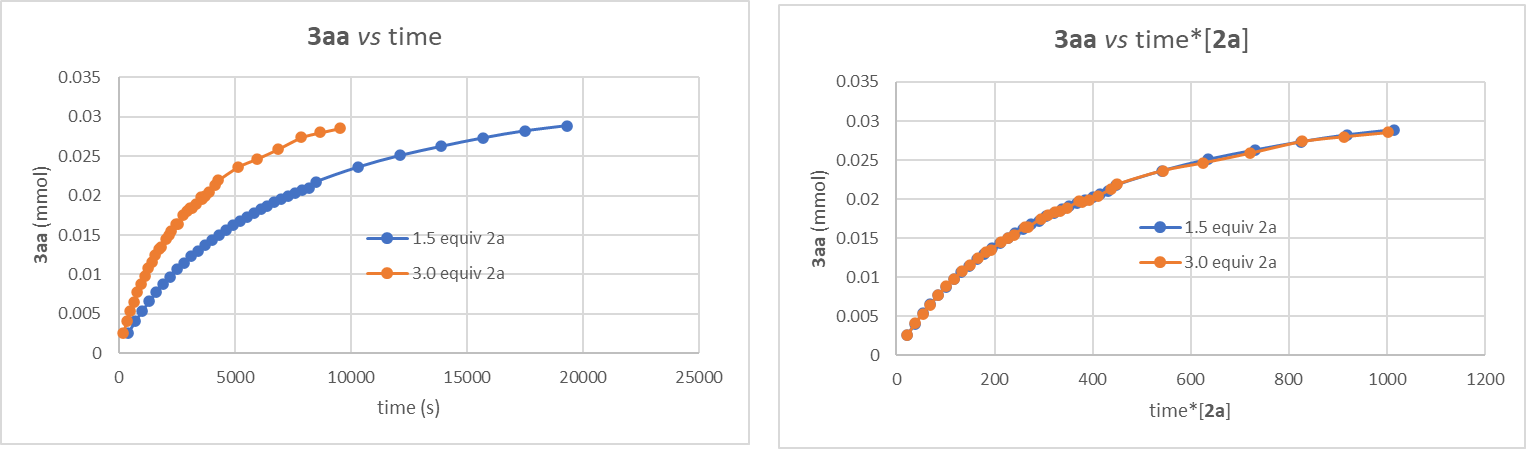 3aa vs time
0.035
0.03
0.025
0.02
0.015
0.01
0.005
0
3aa (mmol)
1.5 equiv 2a
3.0 equiv 2a
0 5000 10000 15000 20000 25000
time (s)
3aa vs time*[2a]
0.035
0.03
0.025
0.02
0.015
0.01
0.005
0
3aa (mmol)
1.5 equiv 2a
3.0 equiv 2a
0 200 400 600 800 1000 1200
time*[2a]